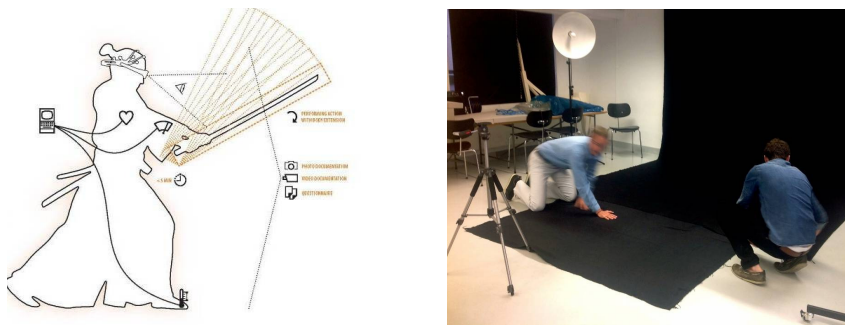 PERFORMING ACTION
WITH BODY EXTENSION
PHOTO DOCUMENTATION
VIDEO DOCUMENTATION
QUESTIONNAIRE